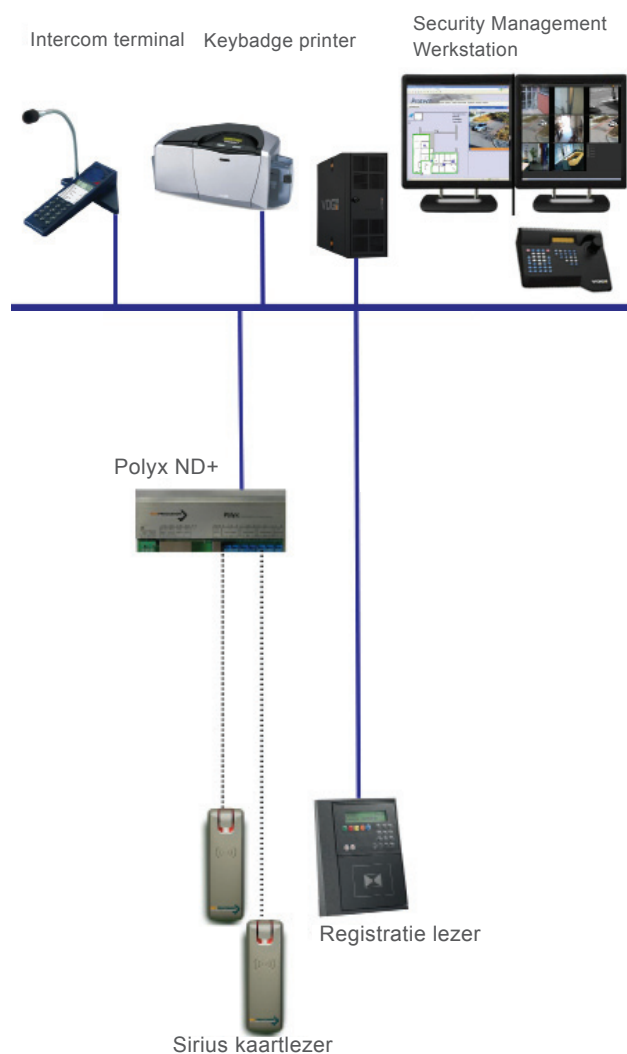 Intercom terminal
Keybadge printer
Security Management
Werkstation
Polyx ND+
Registratie lezer
Sirius kaartlezer